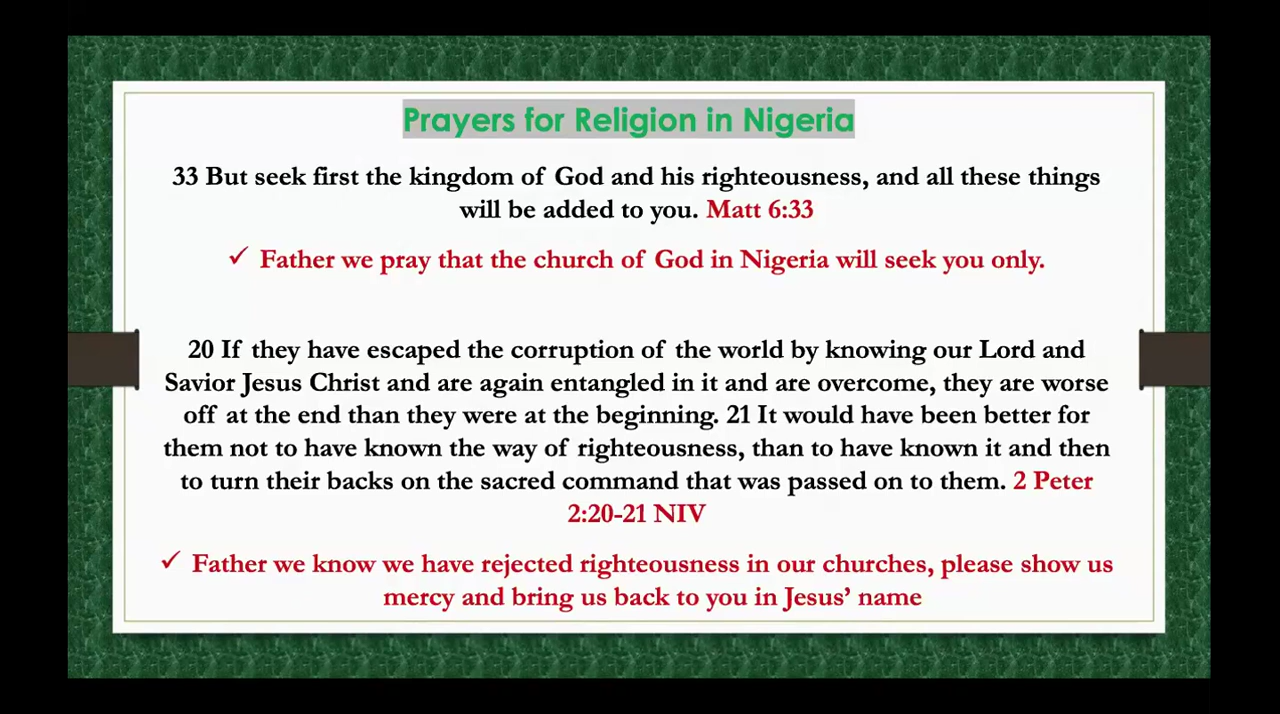 Prayers for Religion in Nigeria
33 But seek first the kingdom of God and his righteousness, and all these things
will be added to you. Matt 6:33
✓ Father we pray that the church of God in Nigeria will seek you only.
20 If they have escaped the corruption of the world by knowing our Lord and
Savior Jesus Christ and are again entangled in it and are overcome, they are worse
off at the end than they were at the beginning. 21 It would have been better for
them not to have known the way of righteousness, than to have known it and then
to turn their backs on the sacred command that was passed on to them. 2 Peter
2:20-21 NIV
✓ Father we know we have rejected righteousness in our churches, please show us
mercy and bring us back to you in Jesus’ name